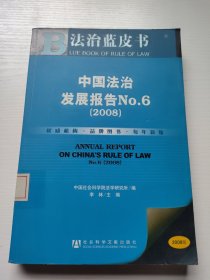 法治蓝皮书
BLUE BOOK OF RULE OF LAW
中国法治
发展报告No.6
(2008)
权威机构·品牌图书·每年新版
ANNUAL REPORT
ON CHINA'S RULE OF LAW
No.6 (2008)
中国社会科学院法学研究所/编
李林/主编
社会科学文献出版社
2008版